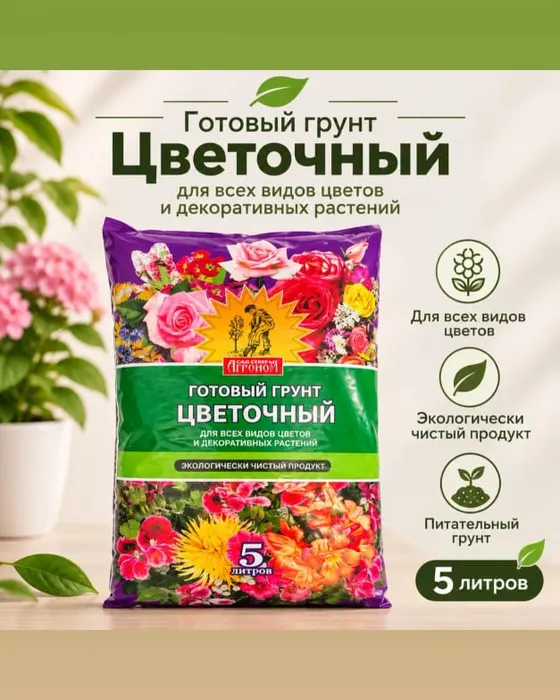 Готовый грунт
Цветочный
для всех видов цветов
и декоративных растений
Для всех видов
цветов
Экологически
чистый продукт
Питательный
грунт
5 литров
АГРОНОМ
ГОТОВЫЙ ГРУНТ
ЦВЕТОЧНЫЙ
ДЛЯ ВСЕХ ВИДОВ ЦВЕТОВ
И ДЕКОРАТИВНЫХ РАСТЕНИЙ
ЭКОЛОГИЧЕСКИ ЧИСТЫЙ ПРОДУКТ
5
ЛИТРОВ